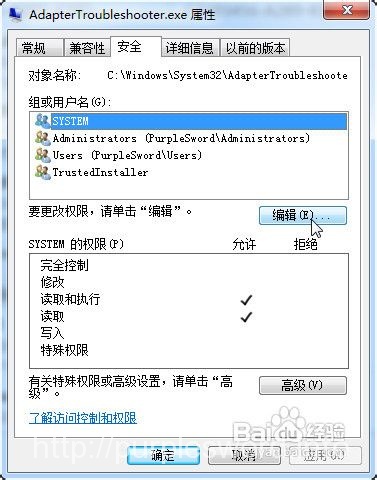 AdapterTroubleshooter.exe 属性
常规 兼容性 安全 详细信息 以前的版本
对象名称: C:\Windows\System32\AdapterTroubleshoote
组或用户名(G):
SYSTEM
Administrators (PurpleSword\Administrators)
Users (PurpleSword\Users)
TrustedInstaller
要更改权限，请单击“编辑”。 编辑(E)...
SYSTEM 的权限(P) 允许 拒绝
完全控制
修改
读取和执行
读取
写入
特殊权限
有关特殊权限或高级设置，请单击“高级”。 高级(V)
了解访问控制和权限
Baidu 经验
确定 取消 应用(A)